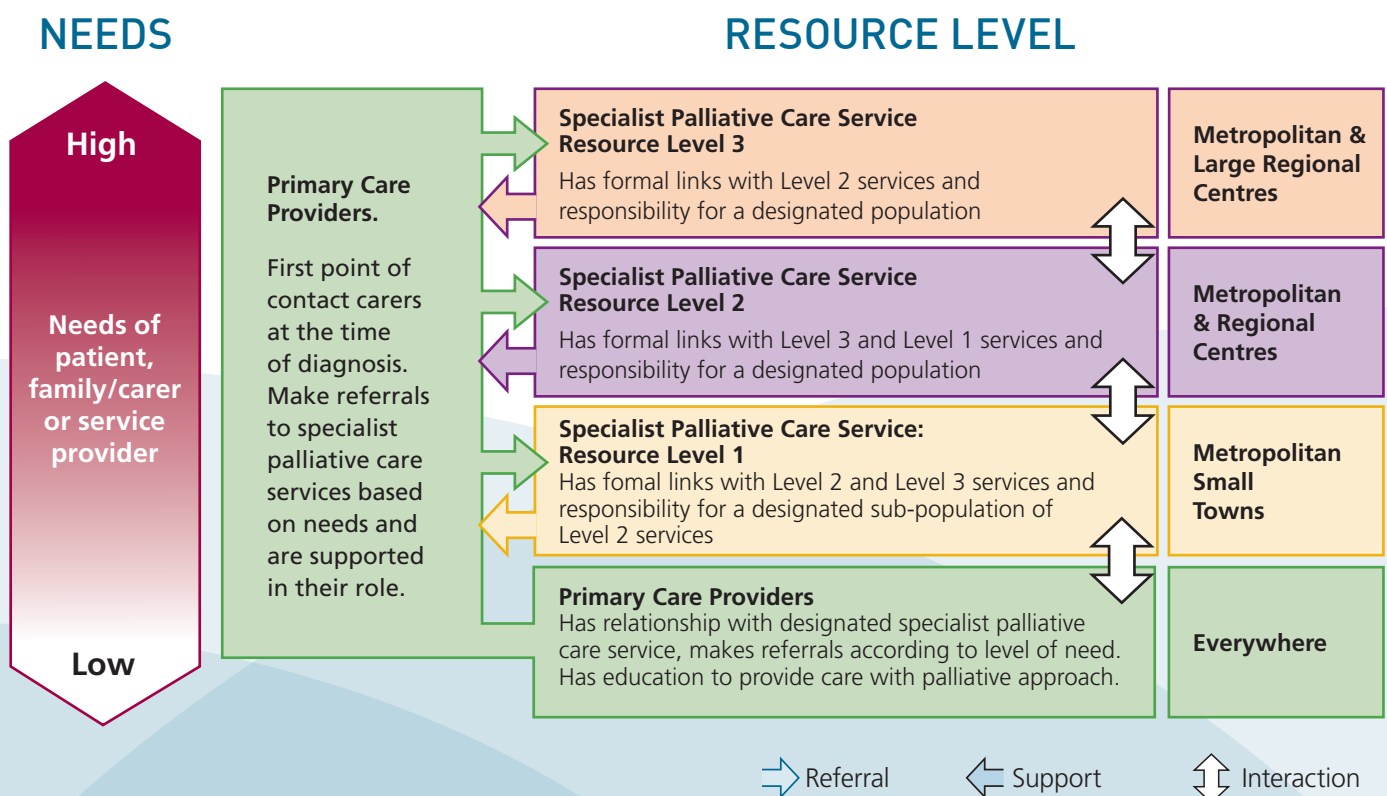 NEEDS
RESOURCE LEVEL
High
Needs of
patient,
family/carer
or service
provider
Low
Primary Care
Providers.
First point of
contact carers
at the time
of diagnosis.
Make referrals
to specialist
palliative care
services based
on needs and
are supported
in their role.
Specialist Palliative Care Service
Resource Level 3
Has formal links with Level 2 services and
responsibility for a designated population
Metropolitan &
Large Regional
Centres
Specialist Palliative Care Service
Resource Level 2
Has formal links with Level 3 and Level 1 services and
responsibility for a designated population
Metropolitan
& Regional
Centres
Specialist Palliative Care Service:
Resource Level 1
Has fomal links with Level 2 and Level 3 services and
responsibility for a designated sub-population of
Level 2 services
Metropolitan
Small
Towns
Primary Care Providers
Has relationship with designated specialist palliative
care service, makes referrals according to level of need.
Has education to provide care with palliative approach.
Everywhere
Referral
Support
Interaction